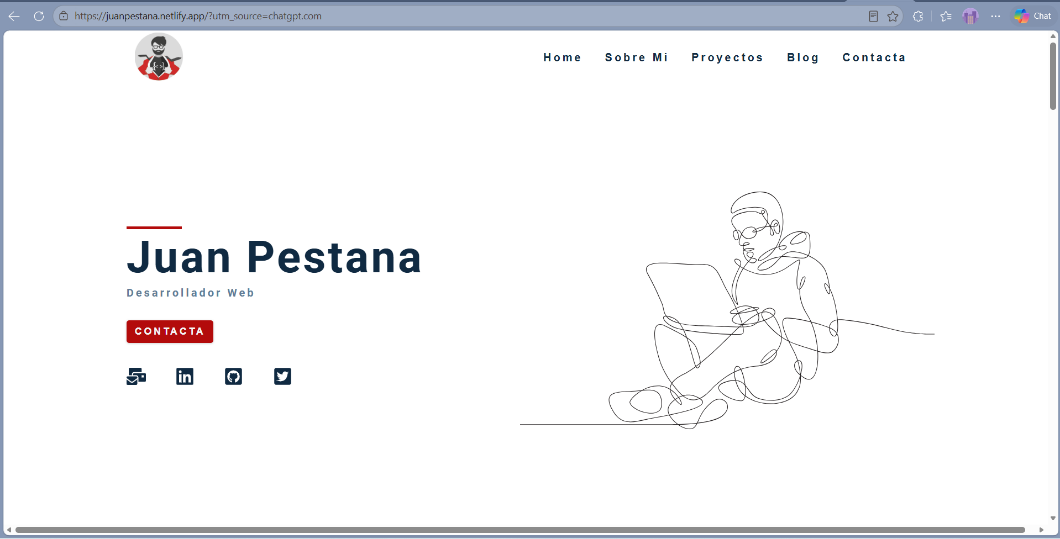 https://juanpestana.netlify.app/?utm_source=chatgpt.com
Chat
Home Sobre Mi Proyectos Blog Contacta
Juan Pestana
Desarrollador Web
CONTACTA